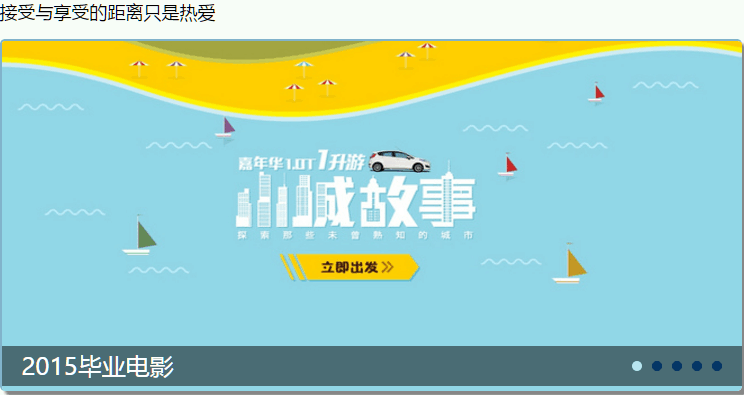 接受与享受的距离只是热爱
嘉年华1.0T 1升游
城故事
探索那些未曾熟知的城市
立即出发
2015毕业电影